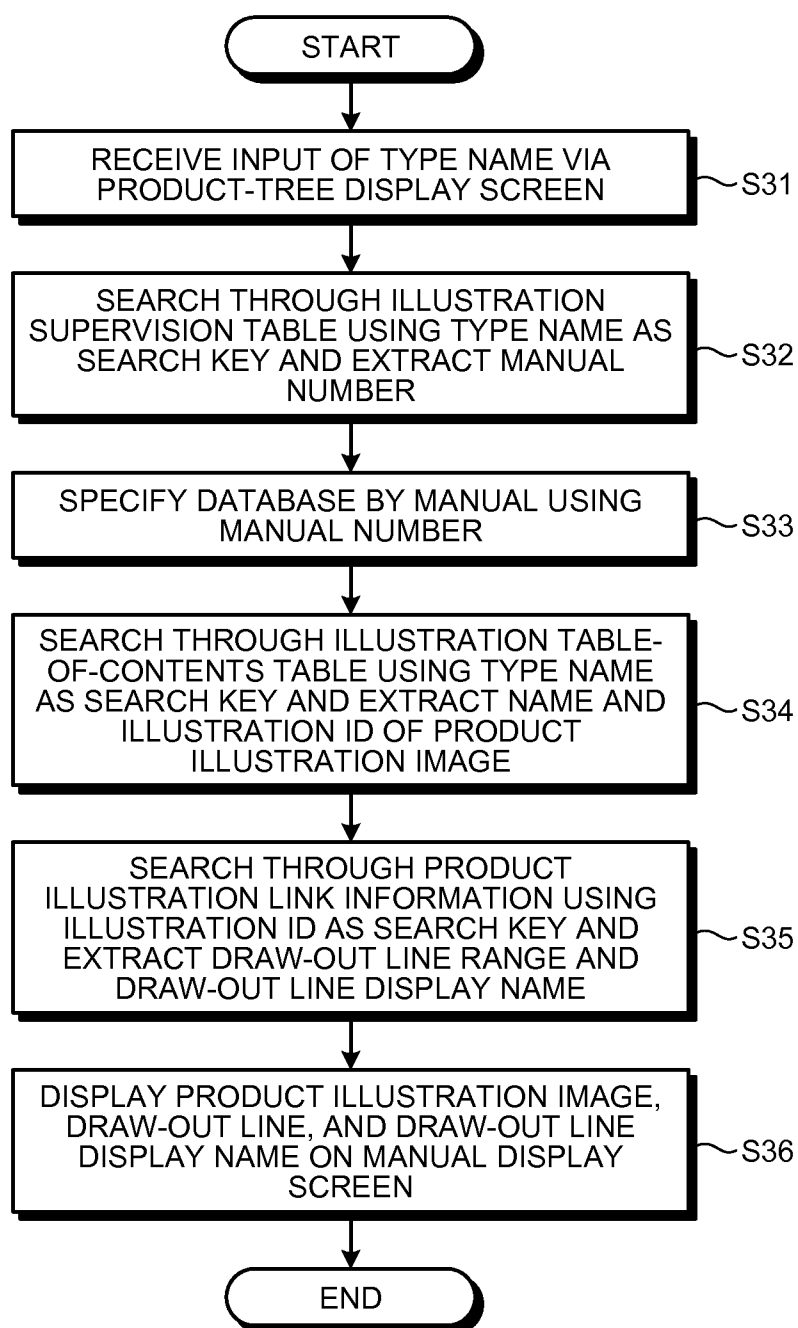 START
RECEIVE INPUT OF TYPE NAME VIA
PRODUCT-TREE DISPLAY SCREEN
S31
SEARCH THROUGH ILLUSTRATION
SUPERVISION TABLE USING TYPE NAME AS
SEARCH KEY AND EXTRACT MANUAL
NUMBER
S32
SPECIFY DATABASE BY MANUAL USING
MANUAL NUMBER
S33
SEARCH THROUGH ILLUSTRATION TABLE-
OF-CONTENTS TABLE USING TYPE NAME
AS SEARCH KEY AND EXTRACT NAME AND
ILLUSTRATION ID OF PRODUCT
ILLUSTRATION IMAGE
S34
SEARCH THROUGH PRODUCT
ILLUSTRATION LINK INFORMATION USING
ILLUSTRATION ID AS SEARCH KEY AND
EXTRACT DRAW-OUT LINE RANGE AND
DRAW-OUT LINE DISPLAY NAME
S35
DISPLAY PRODUCT ILLUSTRATION IMAGE,
DRAW-OUT LINE, AND DRAW-OUT LINE
DISPLAY NAME ON MANUAL DISPLAY
SCREEN
S36
END